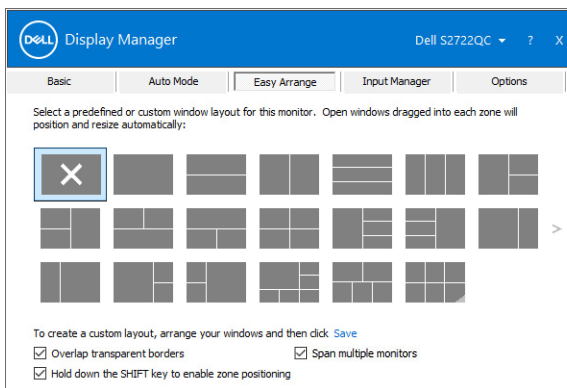 DELL Display Manager Dell S2722QC ? X
Basic Auto Mode Easy Arrange Input Manager Options
Select a predefined or custom window layout for this monitor. Open windows dragged into each zone will
position and resize automatically:
To create a custom layout, arrange your windows and then click Save
Overlap transparent borders Span multiple monitors
Hold down the SHIFT key to enable zone positioning